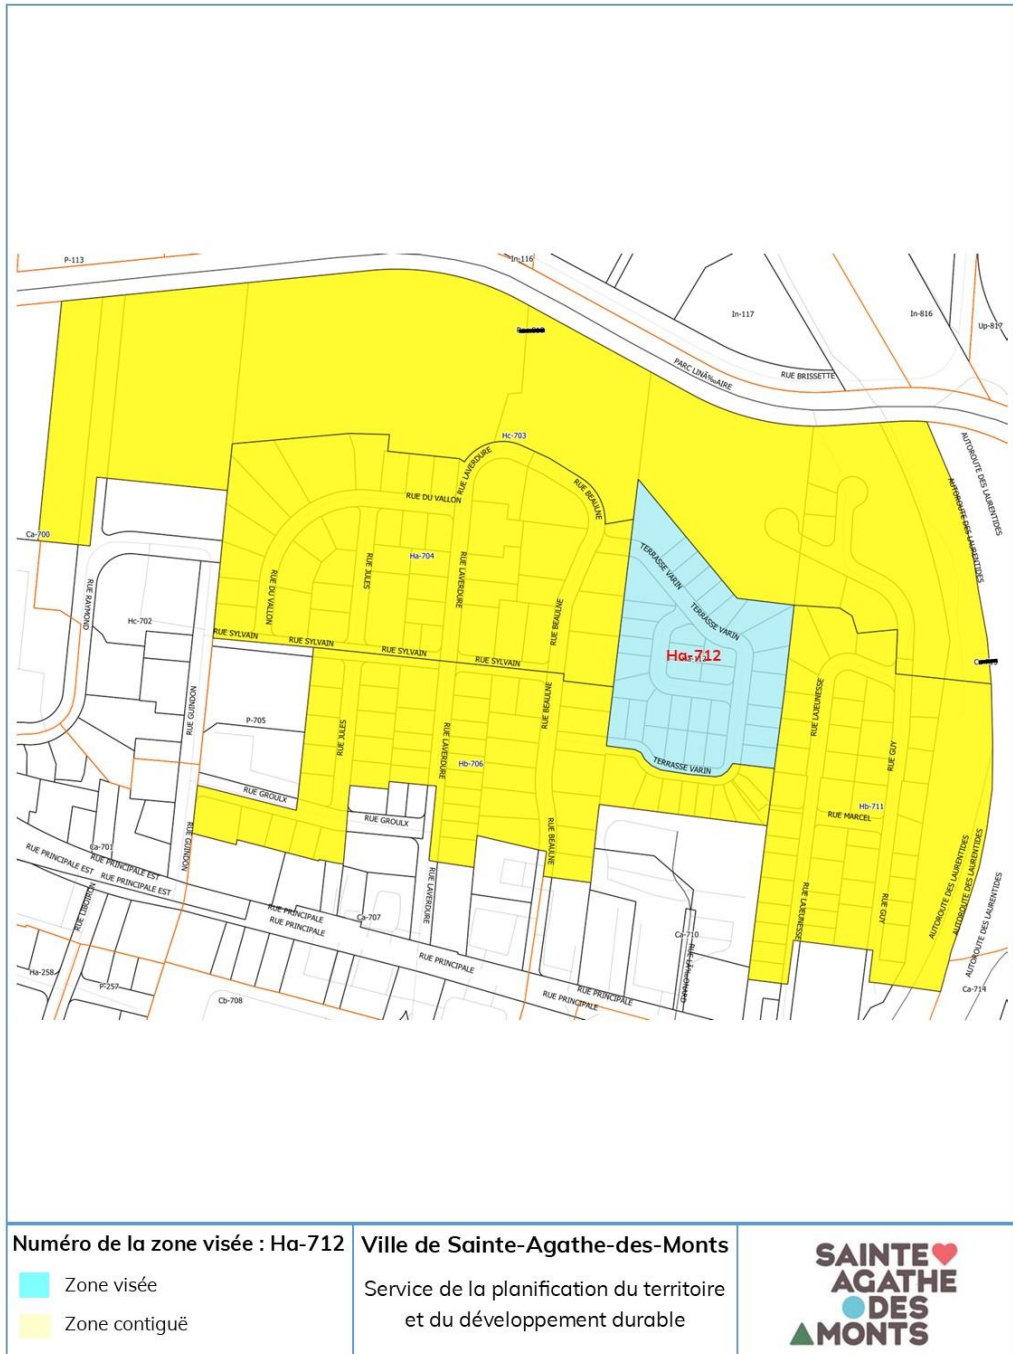 P-113
In-116
In-117
In-816
Up-817
PARC LINÃ‰AIRE
RUE BRISSETTE
Hc-703
RUE LAVERDURE
RUE BEAULNE
RUE DU VALLON
AUTOROUTE DES LAURENTIDES
AUTOROUTE DES LAURENTIDES
Ca-700
Ha-704
RUE JULES
RUE LAVERDURE
RUE DU VALLON
RUE BEAULNE
TERRASSE VARIN
TERRASSE VARIN
RUE RAYMOND
Hc-702
RUE SYLVAIN
RUE SYLVAIN
RUE SYLVAIN
RUE SYLVAIN
Ha-712
RUE GUINDON
P-705
RUE JULES
RUE LAVERDURE
RUE BEAULNE
RUE LAJEUNESSE
RUE GUY
Hb-706
TERRASSE VARIN
RUE GROULX
RUE GROULX
Hb-711
RUE MARCEL
RUE GUINDON
Ca-701
RUE PRINCIPALE EST
RUE PRINCIPALE EST
RUE PRINCIPALE EST
RUE LIBOIRON
RUE LAVERDURE
RUE BEAULNE
RUE LAJEUNESSE
RUE GUY
AUTOROUTE DES LAURENTIDES
AUTOROUTE DES LAURENTIDES
AUTOROUTE DES LAURENTIDES
RUE PRINCIPALE
RUE PRINCIPALE
Ca-707
Ca-710
RUE PRINCIPALE
Ha-258
P-257
Cb-708
RUE PRINCIPALE
RUE PRINCIPALE
Ca-714
Numéro de la zone visée : Ha-712
Zone visée
Zone contiguë
Ville de Sainte-Agathe-des-Monts
Service de la planification du territoire
et du développement durable
SAINTE
AGATHE
DES
MONTS